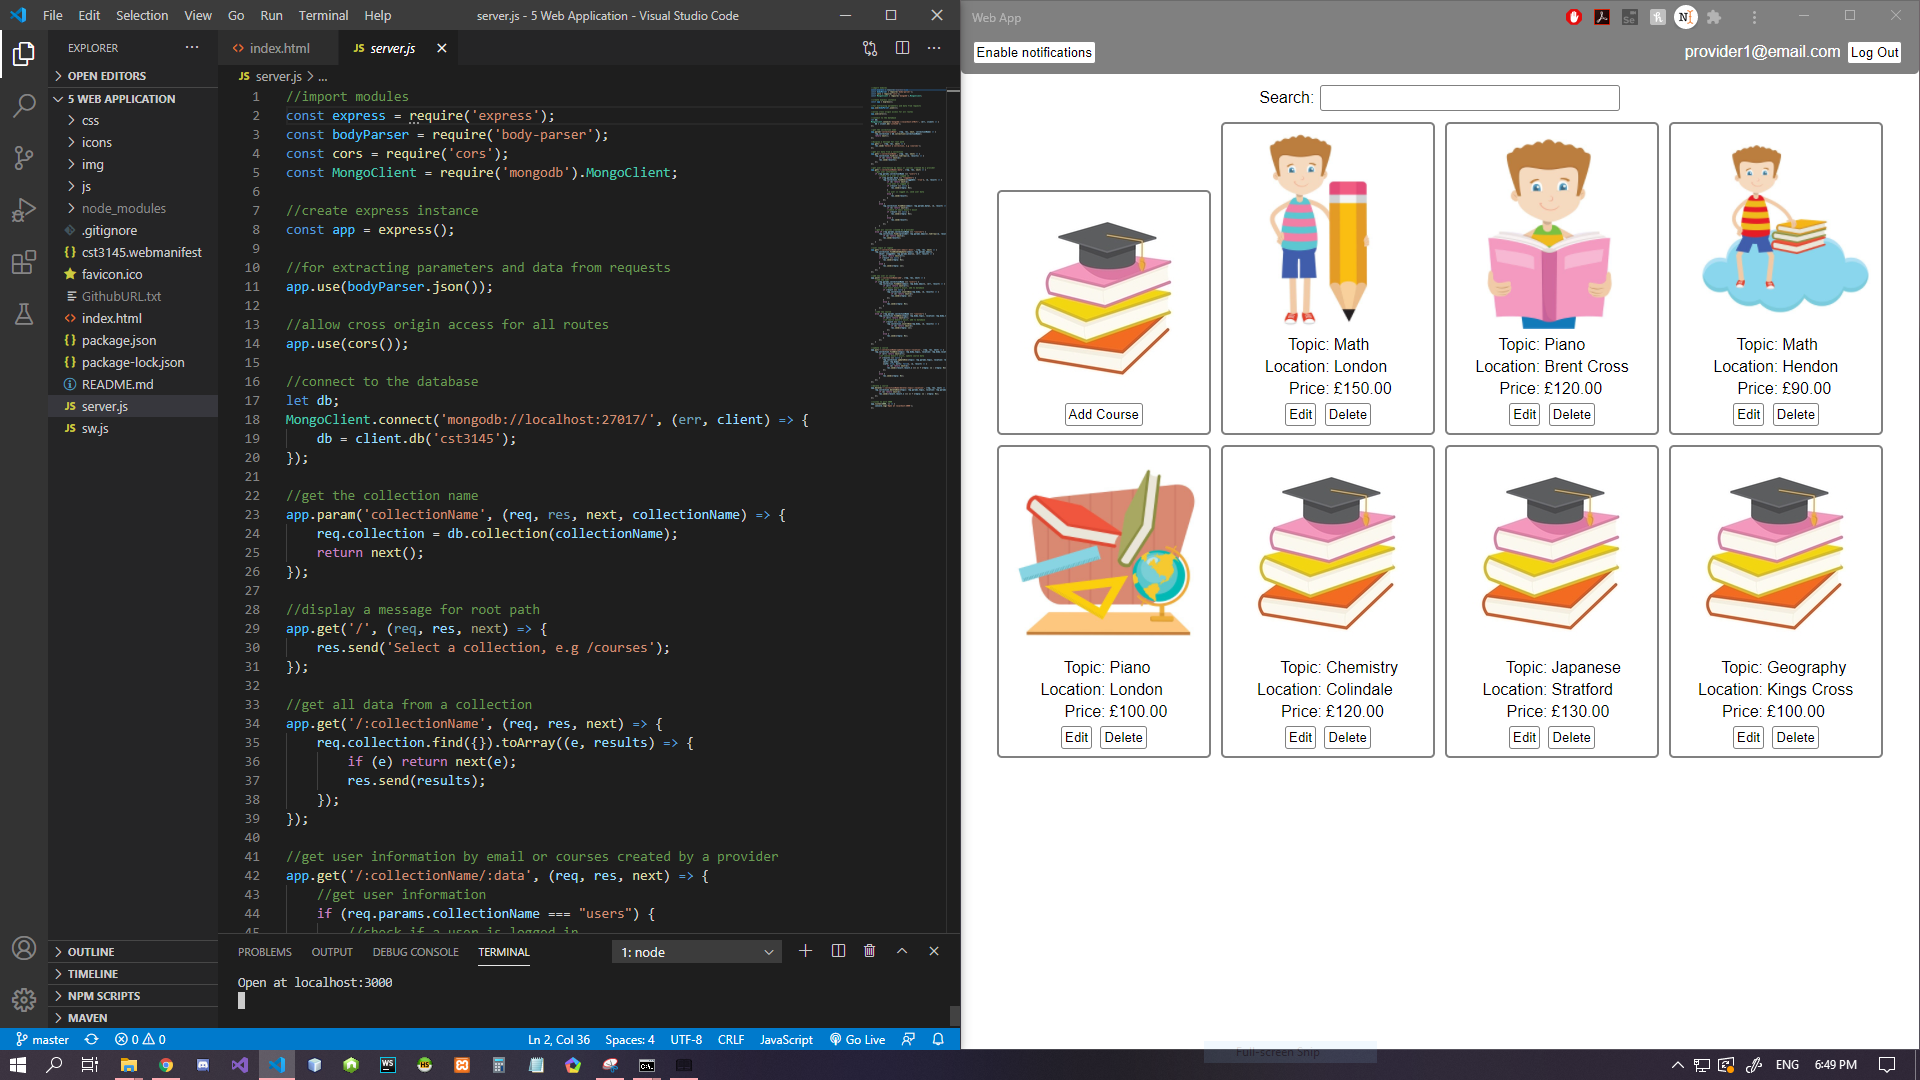 File Edit Selection View Go Run Terminal Help
server.js - 5 Web Application - Visual Studio Code
EXPLORER
OPEN EDITORS
5 WEB APPLICATION
css
icons
img
js
node_modules
.gitignore
cst3145.webmanifest
favicon.ico
GithubURL.txt
index.html
package.json
package-lock.json
README.md
server.js
sw.js
OUTLINE
TIMELINE
NPM SCRIPTS
MAVEN
index.html
JS server.js
JS server.js > ...
1 //import modules
2 const express = require('express');
3 const bodyParser = require('body-parser');
4 const cors = require('cors');
5 const MongoClient = require('mongodb').MongoClient;
6
7 //create express instance
8 const app = express();
9
10 //for extracting parameters and data from requests
11 app.use(bodyParser.json());
12
13 //allow cross origin access for all routes
14 app.use(cors());
15
16 //connect to the database
17 let db;
18 MongoClient.connect('mongodb://localhost:27017/', (err, client) => {
19 db = client.db('cst3145');
20 });
21
22 //get the collection name
23 app.param('collectionName', (req, res, next, collectionName) => {
24 req.collection = db.collection(collectionName);
25 return next();
26 });
27
28 //display a message for root path
29 app.get('/', (req, res, next) => {
30 res.send('Select a collection, e.g /courses');
31 });
32
33 //get all data from a collection
34 app.get('/:collectionName', (req, res, next) => {
35 req.collection.find({}).toArray((e, results) => {
36 if (e) return next(e);
37 res.send(results);
38 });
39 });
40
41 //get user information by email or courses created by a provider
42 app.get('/:collectionName/:data', (req, res, next) => {
43 //get user information
44 if (req.params.collectionName === "users") {
45 //check if a user is logged in
PROBLEMS OUTPUT DEBUG CONSOLE TERMINAL
1: node
Open at localhost:3000
master
0 0
Ln 2, Col 36
Spaces: 4
UTF-8
CRLF
JavaScript
Go Live
Web App
Enable notifications
provider1@email.com
Log Out
Search:
Add Course
Topic: Math
Location: London
Price: £150.00
Edit Delete
Topic: Piano
Location: Brent Cross
Price: £120.00
Edit Delete
Topic: Math
Location: Hendon
Price: £90.00
Edit Delete
Topic: Piano
Location: London
Price: £100.00
Edit Delete
Topic: Chemistry
Location: Colindale
Price: £120.00
Edit Delete
Topic: Japanese
Location: Stratford
Price: £130.00
Edit Delete
Topic: Geography
Location: Kings Cross
Price: £100.00
Edit Delete
Full-screen Snip
ENG
6:49 PM